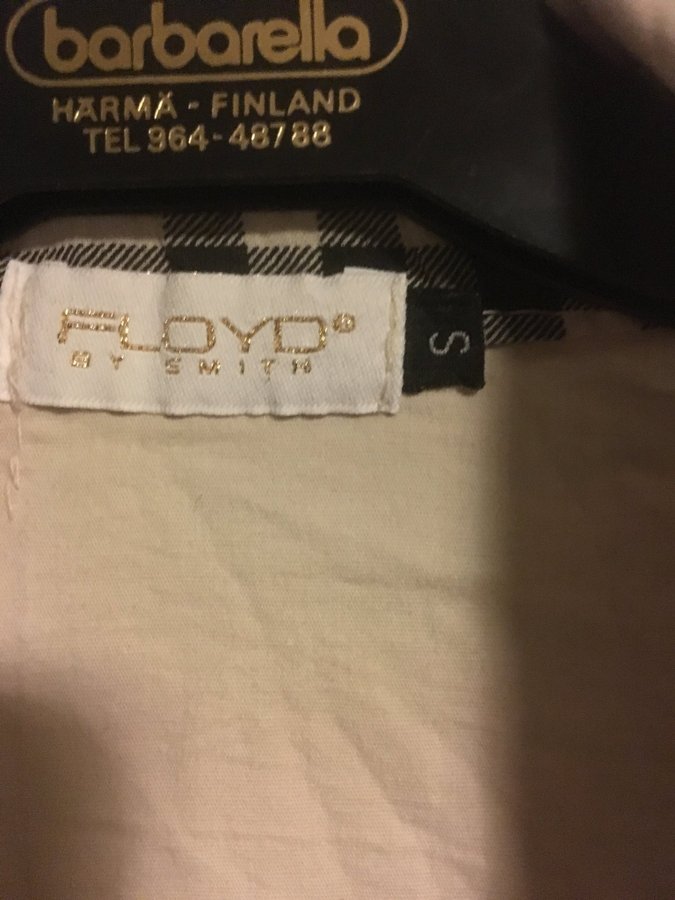 barbarella
HÄRMÄ - FINLAND
TEL 964-48788
FLOYD®
BY SMITH
S